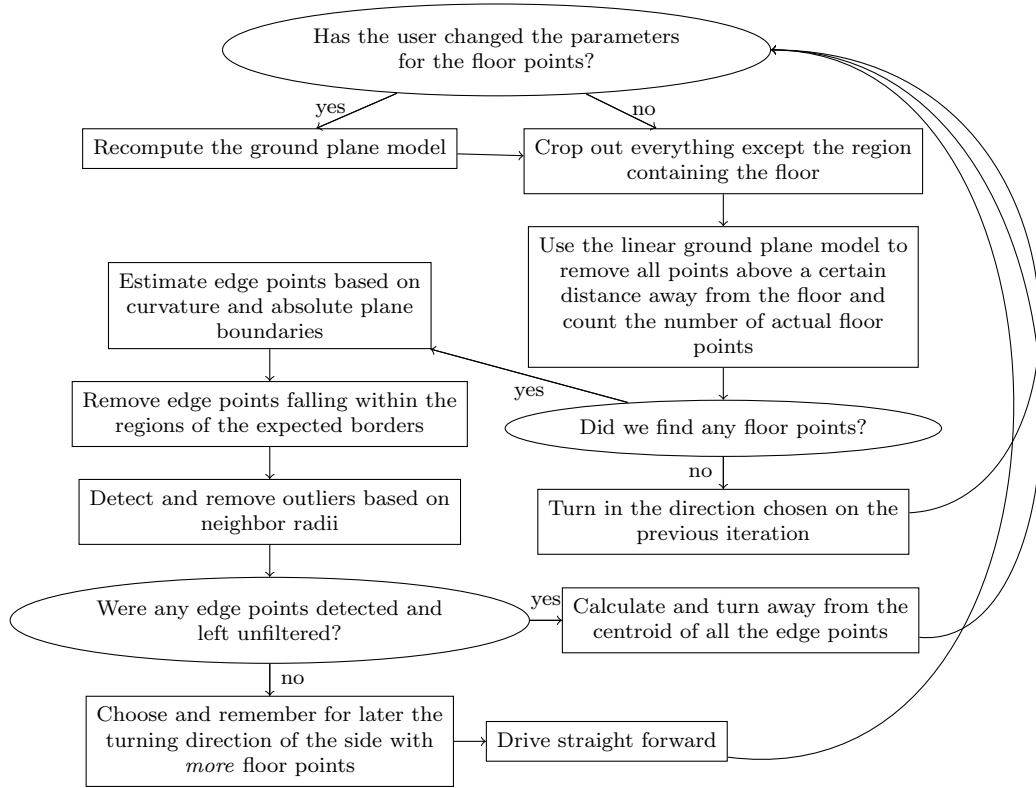 Has the user changed the parameters
for the floor points?
yes
no
Recompute the ground plane model
Crop out everything except the region
containing the floor
Use the linear ground plane model to
remove all points above a certain
distance away from the floor and
count the number of actual floor
points
Did we find any floor points?
yes
no
Estimate edge points based on
curvature and absolute plane
boundaries
Remove edge points falling within the
regions of the expected borders
Detect and remove outliers based on
neighbor radii
Turn in the direction chosen on the
previous iteration
Were any edge points detected and
left unfiltered?
yes
Calculate and turn away from the
centroid of all the edge points
no
Choose and remember for later the
turning direction of the side with
more floor points
Drive straight forward